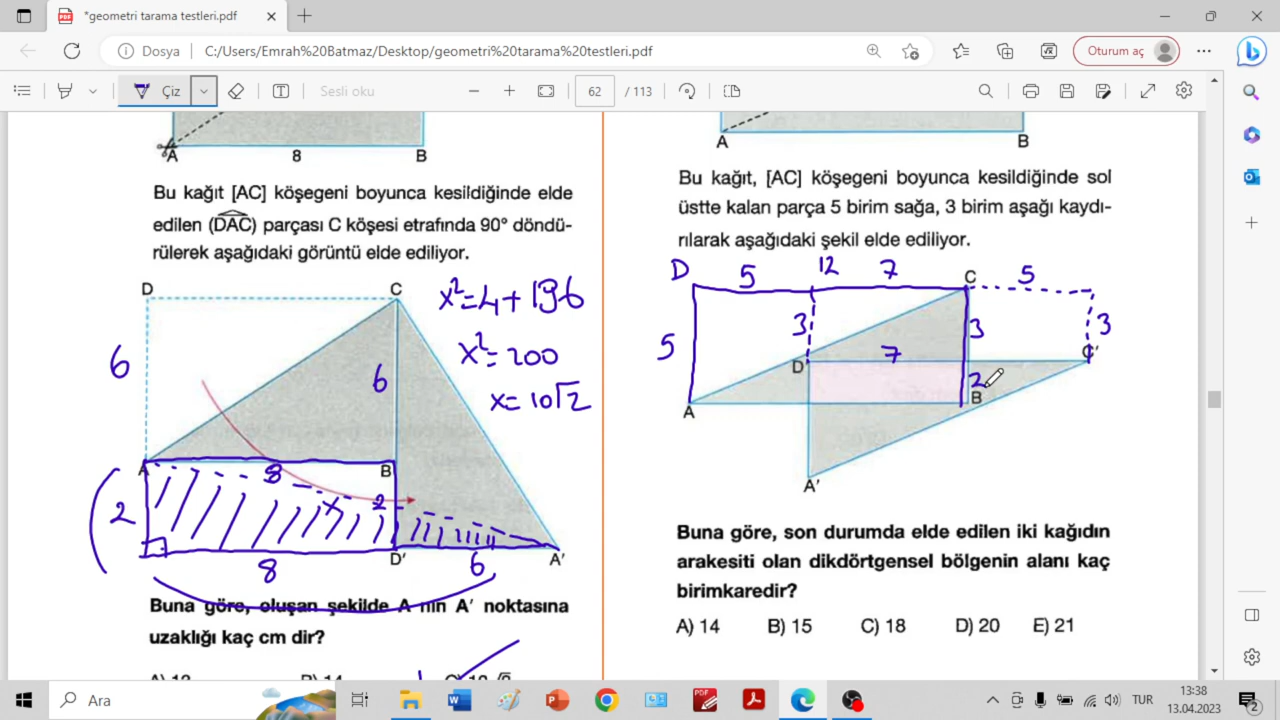 *geometri tarama testleri.pdf
Dosya
C:/Users/Emrah%20Batmaz/Desktop/geometri%20tarama%20testleri.pdf
Oturum aç
Çiz
Sesli oku
62 / 113
A
8
B
Bu kağıt [AC] köşegeni boyunca kesildiğinde elde
edilen (DAC) parçası C köşesi etrafında 90° döndü-
rülerek aşağıdaki görüntü elde ediliyor.
D
C
6
6
A
8
B
2
2
x
8
D'
6
A'
x²=4+196
x²=200
x=10√2
Buna göre, oluşan şekilde A nın A' noktasına
uzaklığı kaç cm dir?
A
B
Bu kağıt, [AC] köşegeni boyunca kesildiğinde sol
üstte kalan parça 5 birim sağa, 3 birim aşağı kaydı-
rılarak aşağıdaki şekil elde ediliyor.
D
5
12
7
C
5
5
3
3
3
D'
7
C'
2
A
B
A'
Buna göre, son durumda elde edilen iki kağıdın
arakesiti olan dikdörtgensel bölgenin alanı kaç
birimkaredir?
A) 14 B) 15 C) 18 D) 20 E) 21
Ara
TUR
13:38
13.04.2023
2